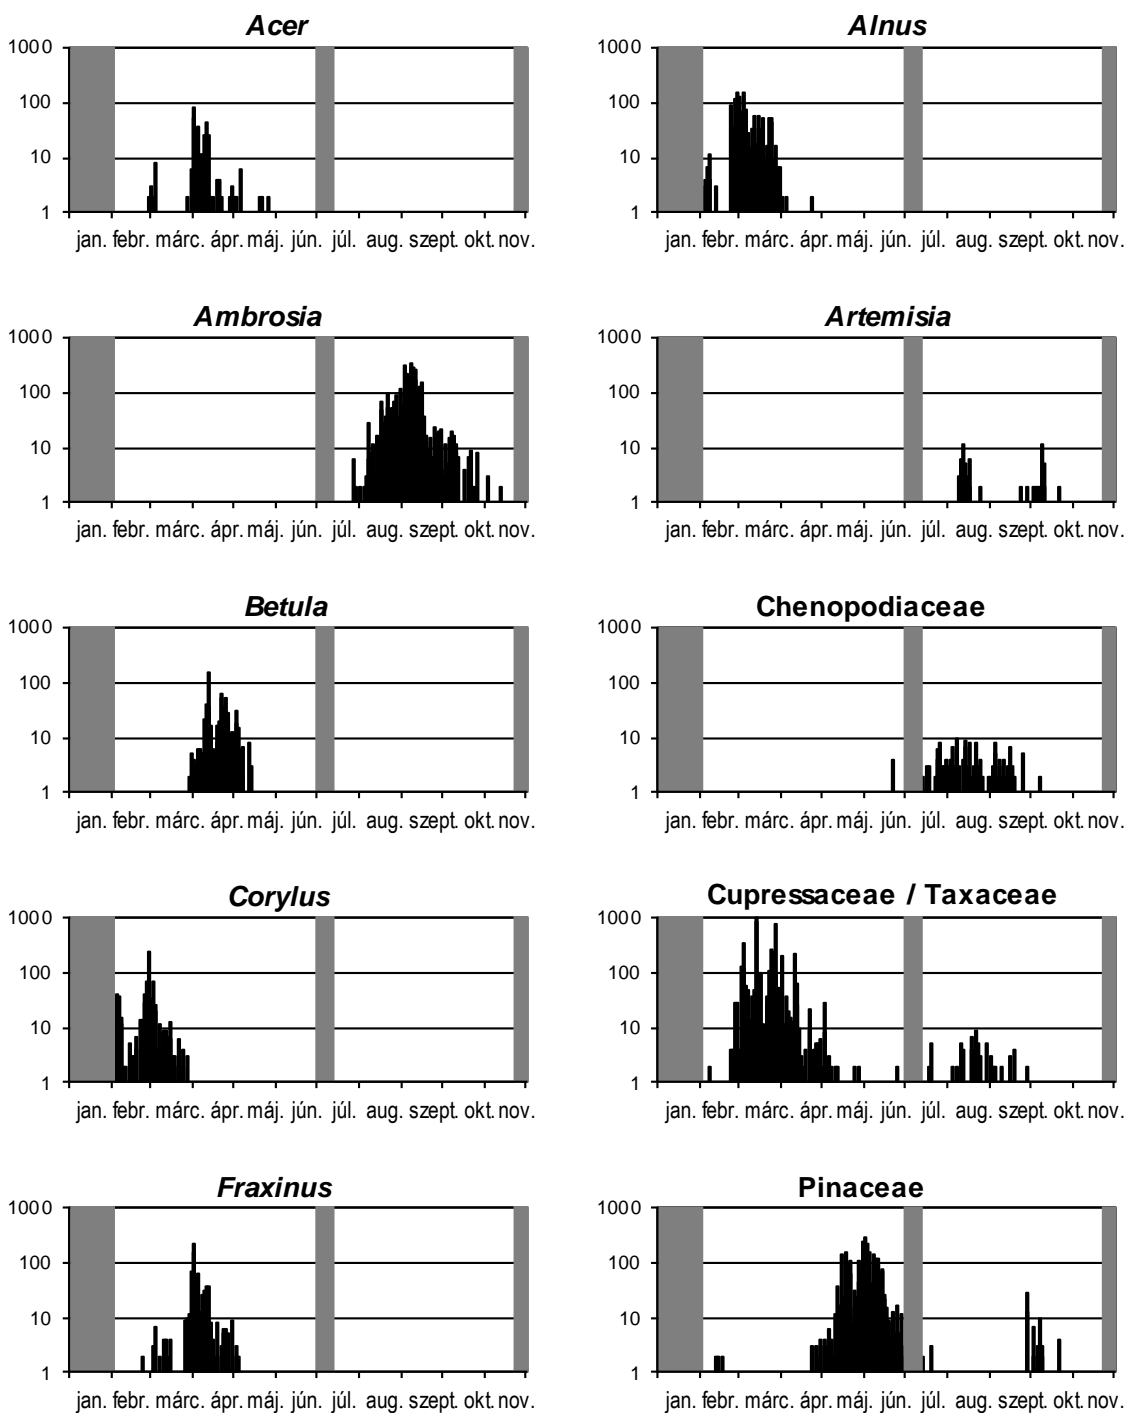 Acer
Alnus
1000
100
10
1
jan. febr. márc. ápr. máj. jún. júl. aug. szept. okt. nov.
1000
100
10
1
jan. febr. márc. ápr. máj. jún. júl. aug. szept. okt. nov.
Ambrosia
Artemisia
1000
100
10
1
jan. febr. márc. ápr. máj. jún. júl. aug. szept. okt. nov.
1000
100
10
1
jan. febr. márc. ápr. máj. jún. júl. aug. szept. okt. nov.
Betula
Chenopodiaceae
1000
100
10
1
jan. febr. márc. ápr. máj. jún. júl. aug. szept. okt. nov.
1000
100
10
1
jan. febr. márc. ápr. máj. jún. júl. aug. szept. okt. nov.
Corylus
Cupressaceae / Taxaceae
1000
100
10
1
jan. febr. márc. ápr. máj. jún. júl. aug. szept. okt. nov.
1000
100
10
1
jan. febr. márc. ápr. máj. jún. júl. aug. szept. okt. nov.
Fraxinus
Pinaceae
1000
100
10
1
jan. febr. márc. ápr. máj. jún. júl. aug. szept. okt. nov.
1000
100
10
1
jan. febr. márc. ápr. máj. jún. júl. aug. szept. okt. nov.